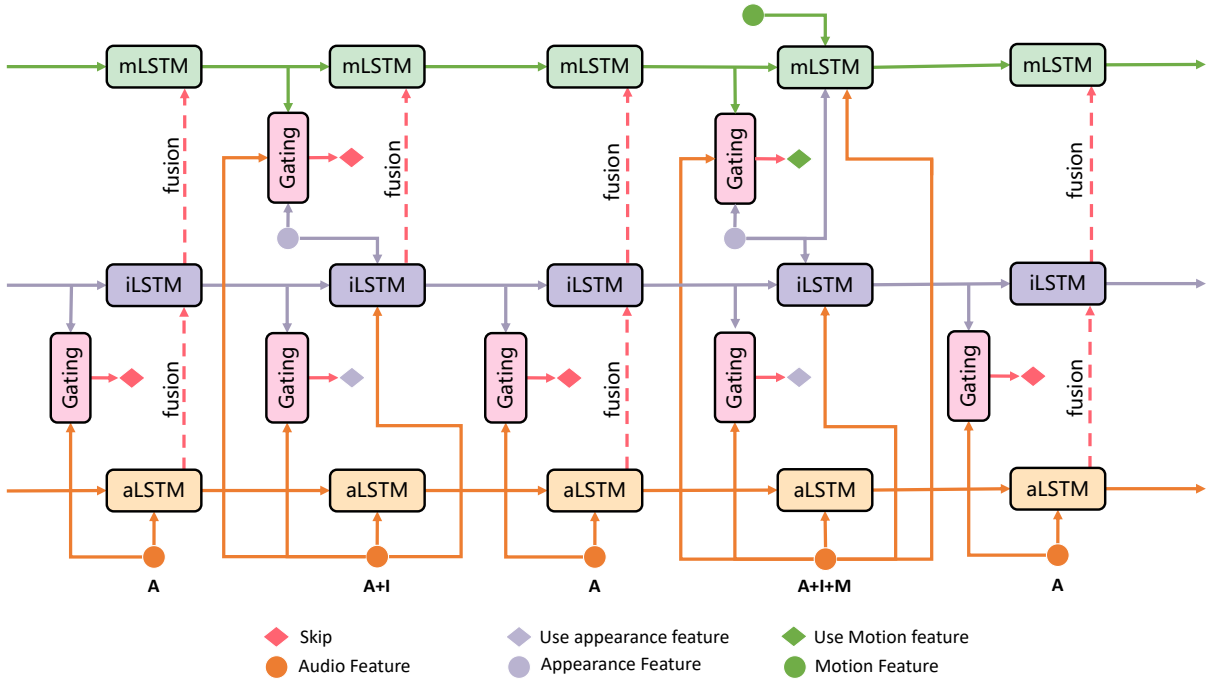 mLSTM mLSTM mLSTM mLSTM mLSTM
Gating Gating
fusion fusion fusion fusion
iLSTM iLSTM iLSTM iLSTM iLSTM
Gating Gating Gating Gating Gating
fusion fusion fusion
aLSTM aLSTM aLSTM aLSTM aLSTM
A A+I A A+I+M A
Skip Use appearance feature Use Motion feature
Audio Feature Appearance Feature Motion Feature